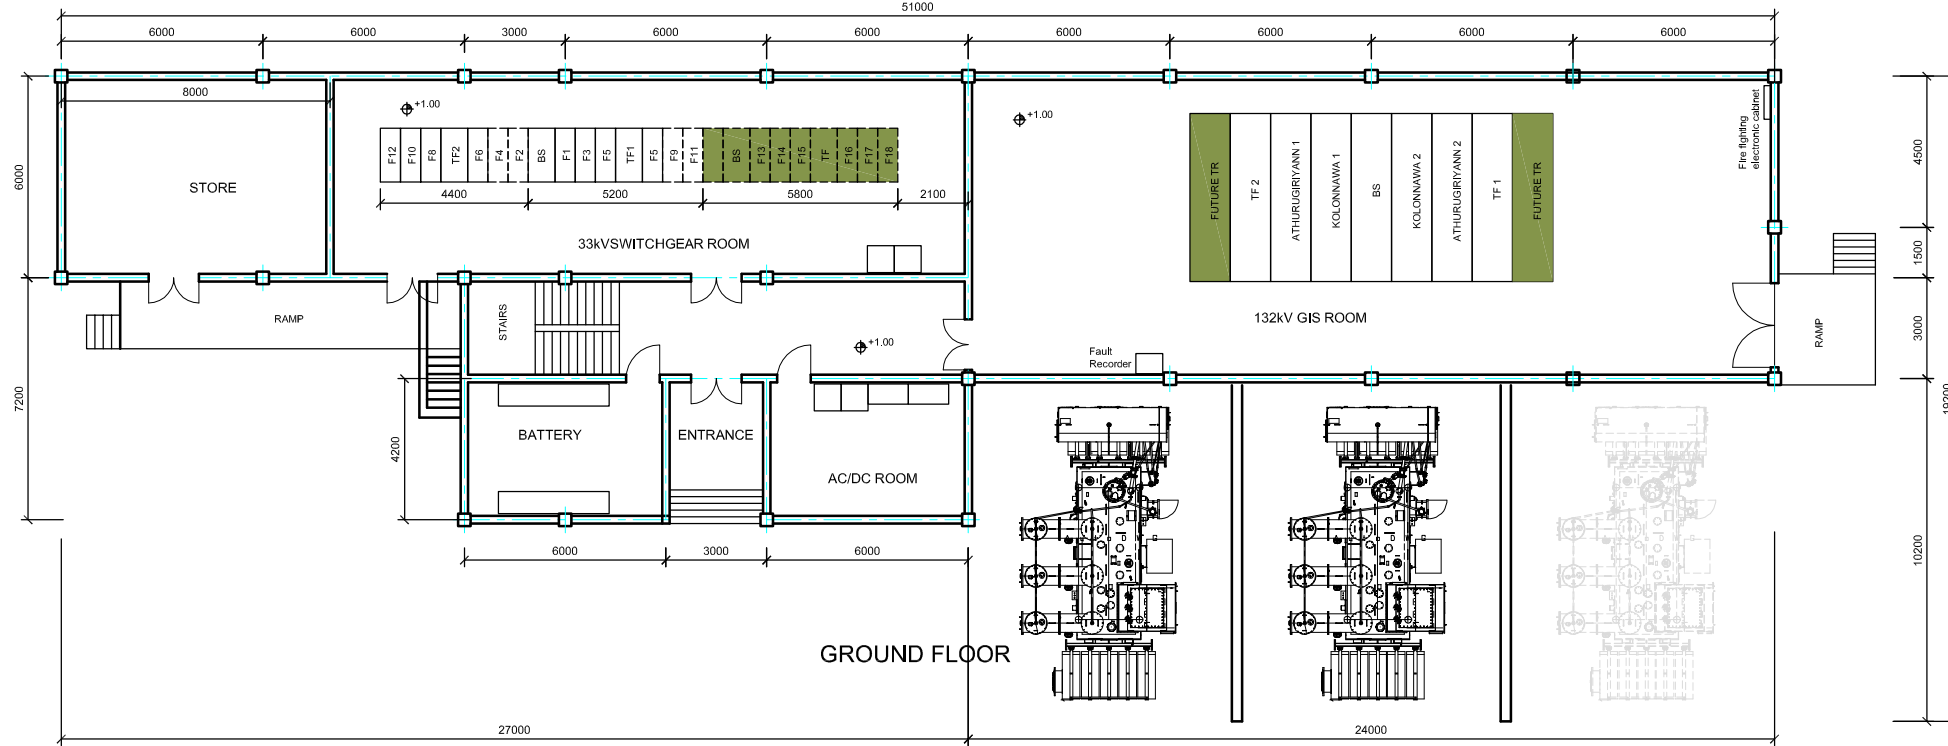 51000
6000
6000
3000
6000
6000
6000
6000
6000
6000
8000
+1.00
+1.00
Fire fighting
electronic cabinet
6000
4500
STORE
F12
F10
F8
TF2
F6
F4
F2
BS
F1
F3
F5
TF1
F5
F9
F11
BS
F13
F14
F15
TF
F16
F17
F18
FUTURE TR
TF 2
ATHURUGIRIYANN 1
KOLONNAWA 1
BS
KOLONNAWA 2
ATHURUGIRIYANN 2
TF 1
FUTURE TR
4400
5200
5800
2100
33kVSWITCHGEAR ROOM
1500
RAMP
STAIRS
132kV GIS ROOM
RAMP
3000
+1.00
Fault
Recorder
7200
4200
19200
BATTERY
ENTRANCE
AC/DC ROOM
6000
3000
6000
10200
GROUND FLOOR
27000
24000